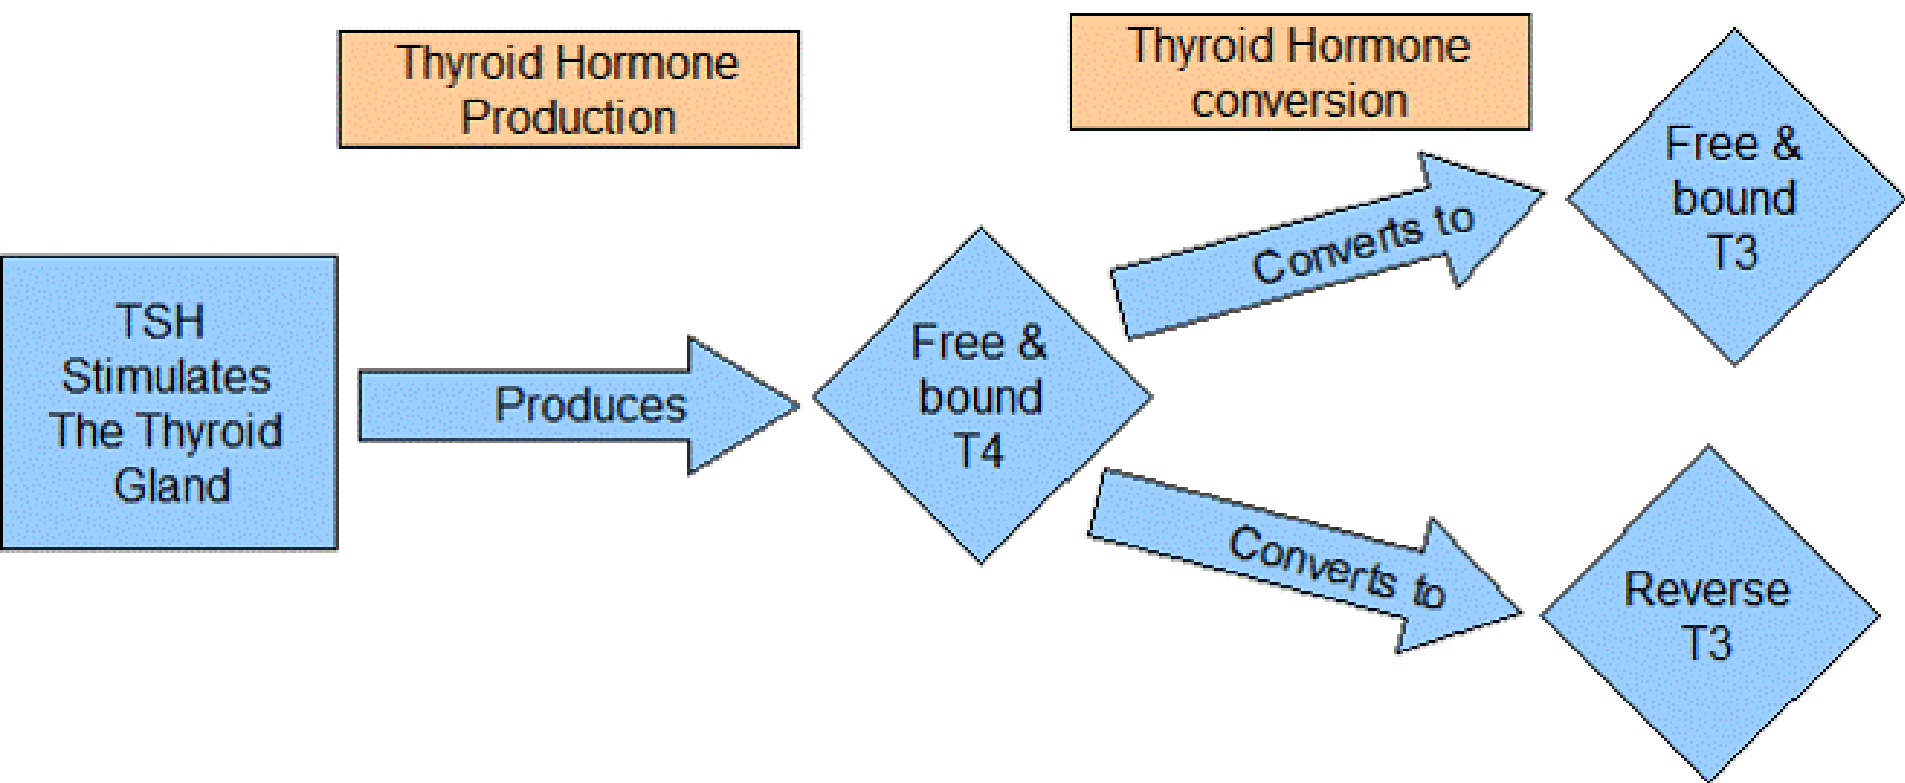 Thyroid Hormone
Production
Thyroid Hormone
conversion
TSH
Stimulates
The Thyroid
Gland
Produces
Free &
bound
T4
Converts to
Free &
bound
T3
Converts to
Reverse
T3